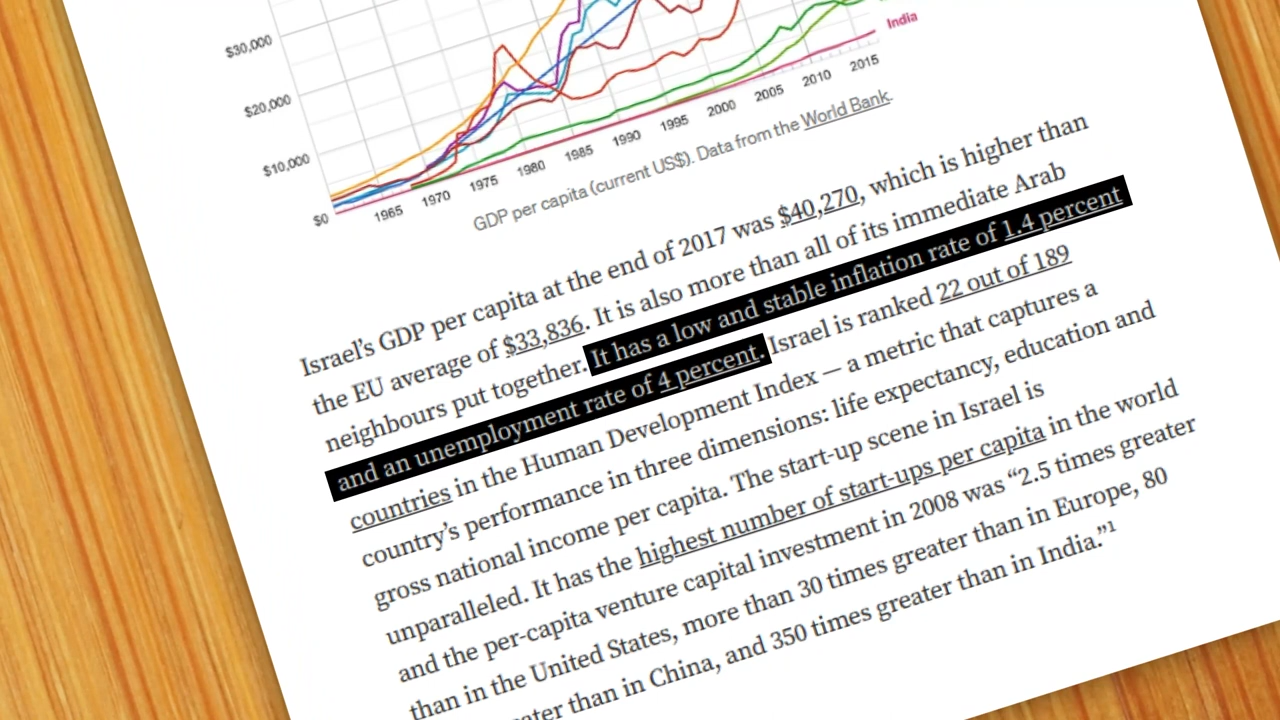 $30,000
$20,000
$10,000
$0
1965 1970 1975 1980 1985 1990 1995 2000 2005 2010 2015
India
GDP per capita (current US$). Data from the World Bank.
Israel’s GDP per capita at the end of 2017 was $40,270, which is higher than
the EU average of $33,836. It is also more than all of its immediate Arab
neighbours put together. It has a low and stable inflation rate of 1.4 percent
and an unemployment rate of 4 percent. Israel is ranked 22 out of 189
countries in the Human Development Index — a metric that captures a
country’s performance in three dimensions: life expectancy, education and
gross national income per capita. The start-up scene in Israel is
unparalleled. It has the highest number of start-ups per capita in the world
and the per-capita venture capital investment in 2008 was “2.5 times greater
than in the United States, more than 30 times greater than in Europe, 80
than in China, and 350 times greater than in India.”¹